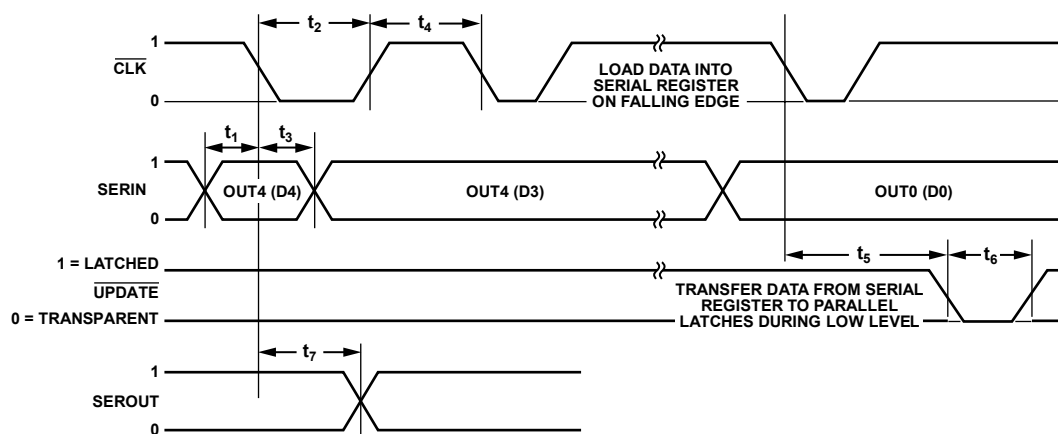 t2
t4
1
CLK
0
LOAD DATA INTO
SERIAL REGISTER
ON FALLING EDGE
t1
t3
1
SERIN
0
OUT4 (D4)
OUT4 (D3)
OUT0 (D0)
t5
t6
1 = LATCHED
UPDATE
0 = TRANSPARENT
TRANSFER DATA FROM SERIAL
REGISTER TO PARALLEL
LATCHES DURING LOW LEVEL
t7
1
SEROUT
0